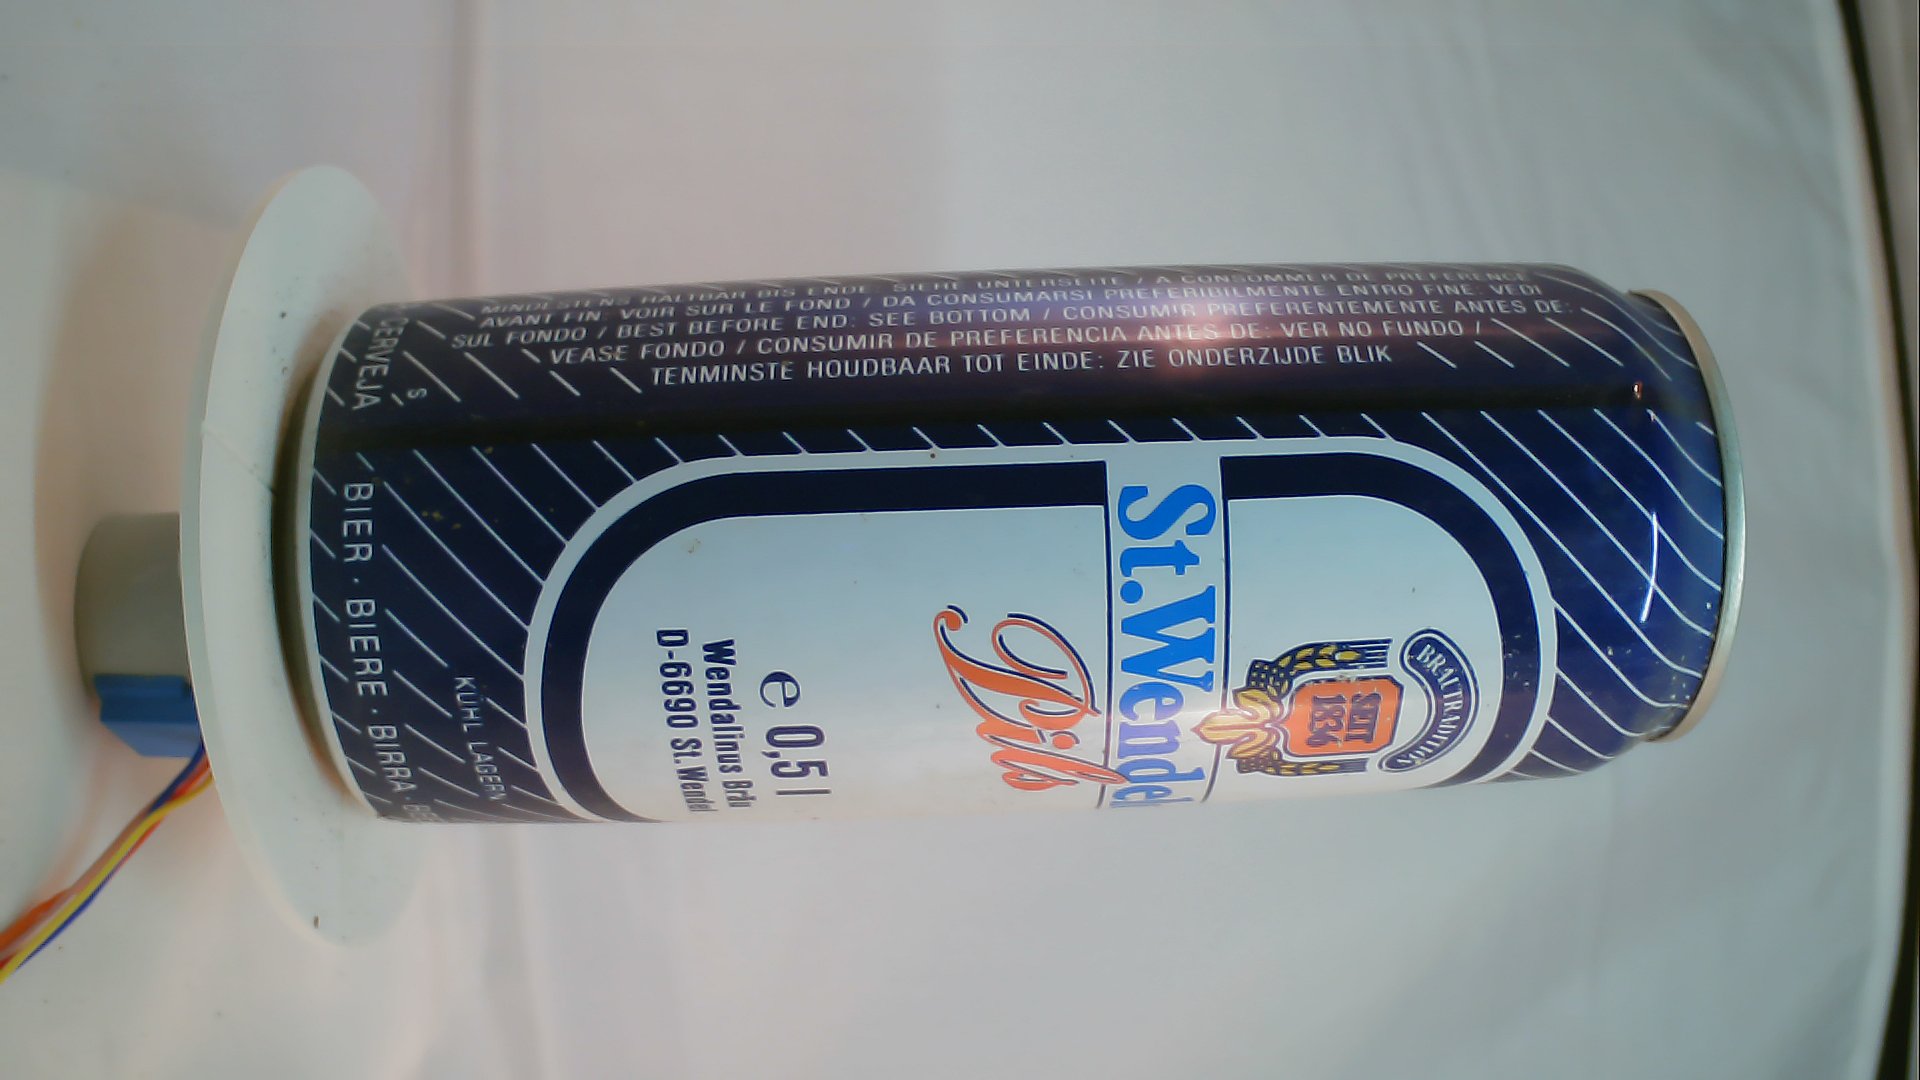 MINDESTENS HALTBAR BIS ENDE: SIEHE UNTERSEITE / A CONSOMMER DE PREFERENCE
AVANT FIN: VOIR SUR LE FOND / DA CONSUMARSI PREFERIBILMENTE ENTRO FINE: VEDI
SUL FONDO / BEST BEFORE END: SEE BOTTOM / CONSUMIR PREFERENTEMENTE ANTES DE:
VEASE FONDO / CONSUMIR DE PREFERENCIA ANTES DE: VER NO FUNDO /
TENMINSTE HOUDBAAR TOT EINDE: ZIE ONDERZIJDE BLIK
BRAUTRADITION
SEIT
1834
St.Wendel
Pils
e 0,5 l
Wendalinus Bräu
D-6690 St.Wendel
KÜHL LAGERN
CERVEJA
S
BIER · BIERE · BIRRA ·